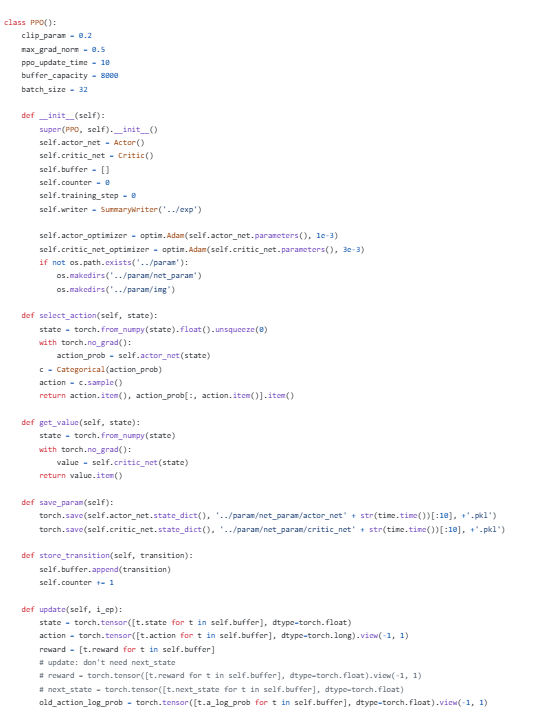 class PPO():
    clip_param = 0.2
    max_grad_norm = 0.5
    ppo_update_time = 10
    buffer_capacity = 8000
    batch_size = 32

    def __init__(self):
        super(PPO, self).__init__()
        self.actor_net = Actor()
        self.critic_net = Critic()
        self.buffer = []
        self.counter = 0
        self.training_step = 0
        self.writer = SummaryWriter('../exp')

        self.actor_optimizer = optim.Adam(self.actor_net.parameters(), 1e-3)
        self.critic_net_optimizer = optim.Adam(self.critic_net.parameters(), 3e-3)
        if not os.path.exists('../param'):
            os.makedirs('../param/net_param')
            os.makedirs('../param/img')

    def select_action(self, state):
        state = torch.from_numpy(state).float().unsqueeze(0)
        with torch.no_grad():
            action_prob = self.actor_net(state)
        c = Categorical(action_prob)
        action = c.sample()
        return action.item(), action_prob[:, action.item()].item()

    def get_value(self, state):
        state = torch.from_numpy(state)
        with torch.no_grad():
            value = self.critic_net(state)
        return value.item()

    def save_param(self):
        torch.save(self.actor_net.state_dict(), '../param/net_param/actor_net' + str(time.time())[:10], +'.pkl')
        torch.save(self.critic_net.state_dict(), '../param/net_param/critic_net' + str(time.time())[:10], +'.pkl')

    def store_transition(self, transition):
        self.buffer.append(transition)
        self.counter += 1

    def update(self, i_ep):
        state = torch.tensor([t.state for t in self.buffer], dtype=torch.float)
        action = torch.tensor([t.action for t in self.buffer], dtype=torch.long).view(-1, 1)
        reward = [t.reward for t in self.buffer]
        # update: don't need next_state
        # reward = torch.tensor([t.reward for t in self.buffer], dtype=torch.float).view(-1, 1)
        # next_state = torch.tensor([t.next_state for t in self.buffer], dtype=torch.float)
        old_action_log_prob = torch.tensor([t.a_log_prob for t in self.buffer], dtype=torch.float).view(-1, 1)